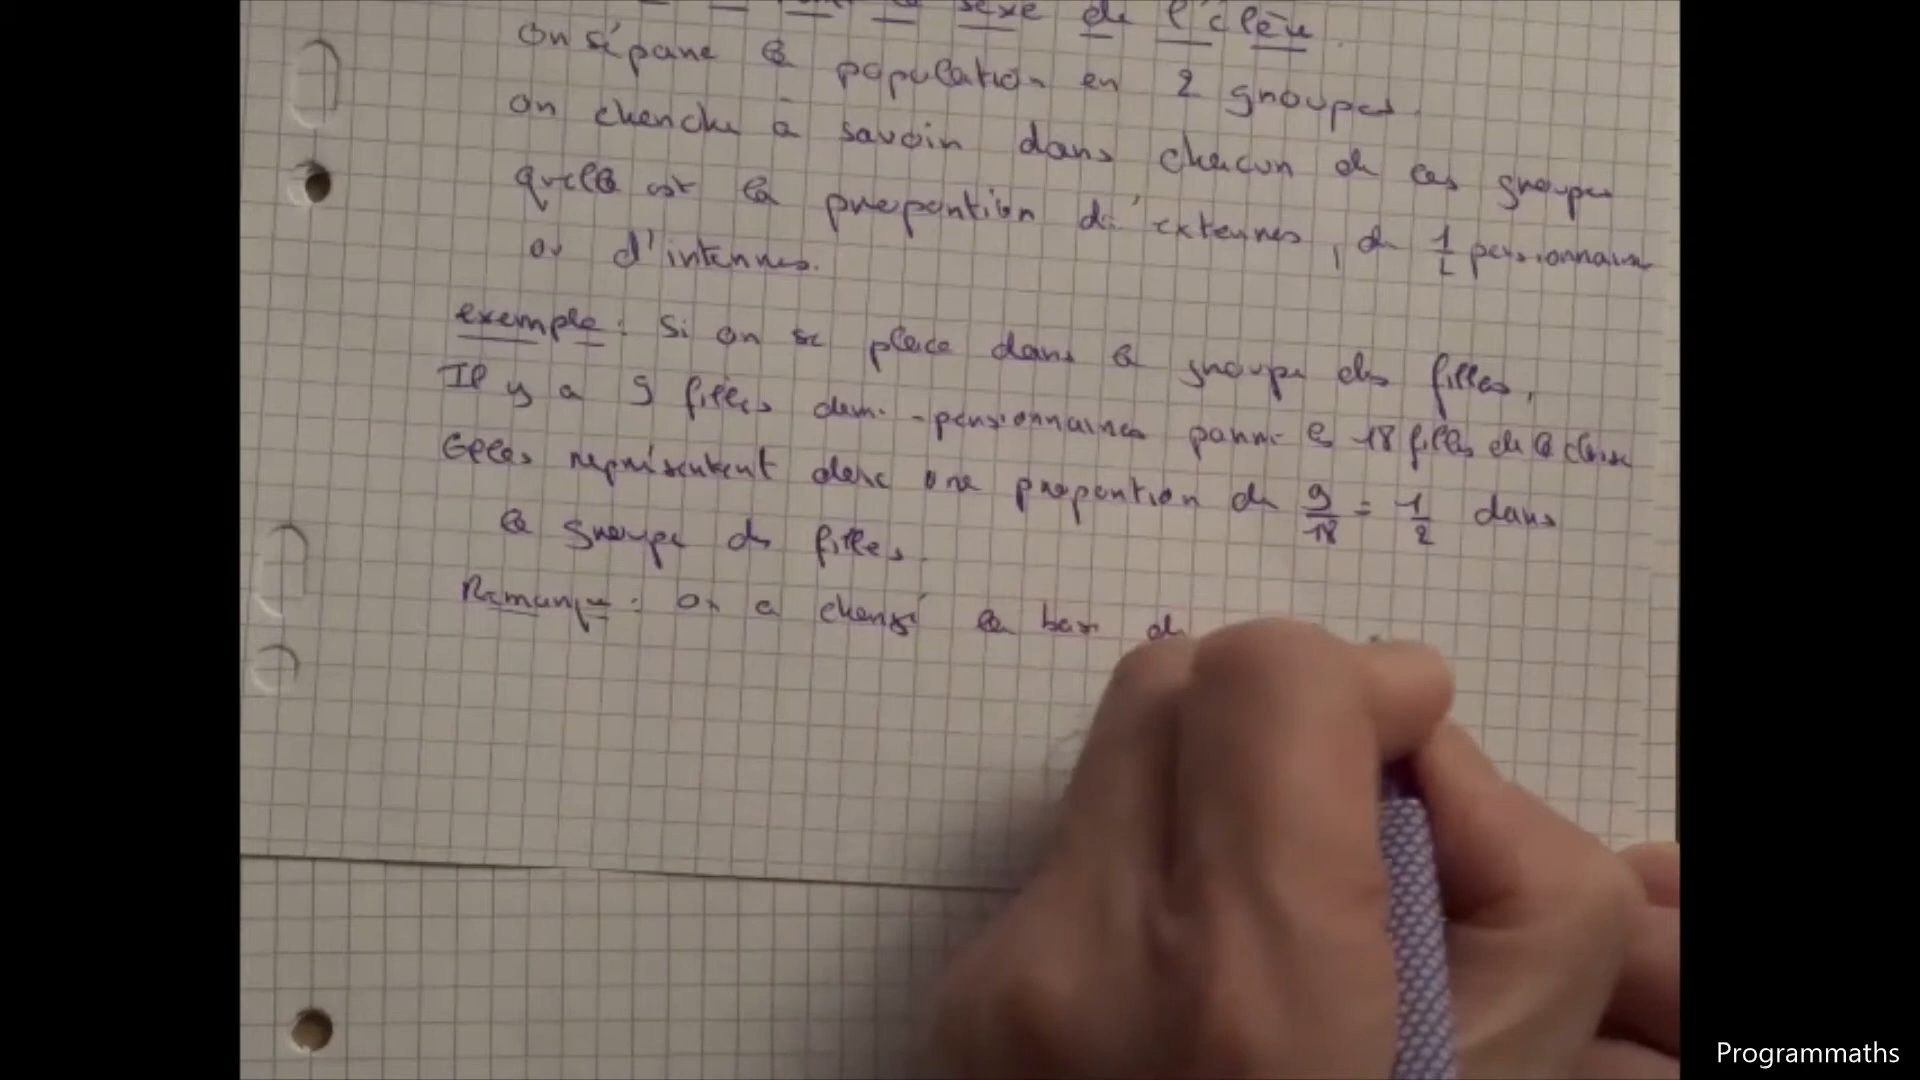 sexe de l'élève.
on sépare la population en 2 groupes.
on cherche à savoir dans chacun de ces groupes
quelle est la proportion d'externes, de 1/2 pensionnaires
ou d'internes.
exemple : Si on se place dans le groupe des filles,
Il y a 9 filles demi-pensionnaires parmi les 18 filles de la classe
Elles représentent donc une proportion de 9/18 = 1/2 dans
le groupe des filles.
Remarque : on a changé la base de
Programmaths